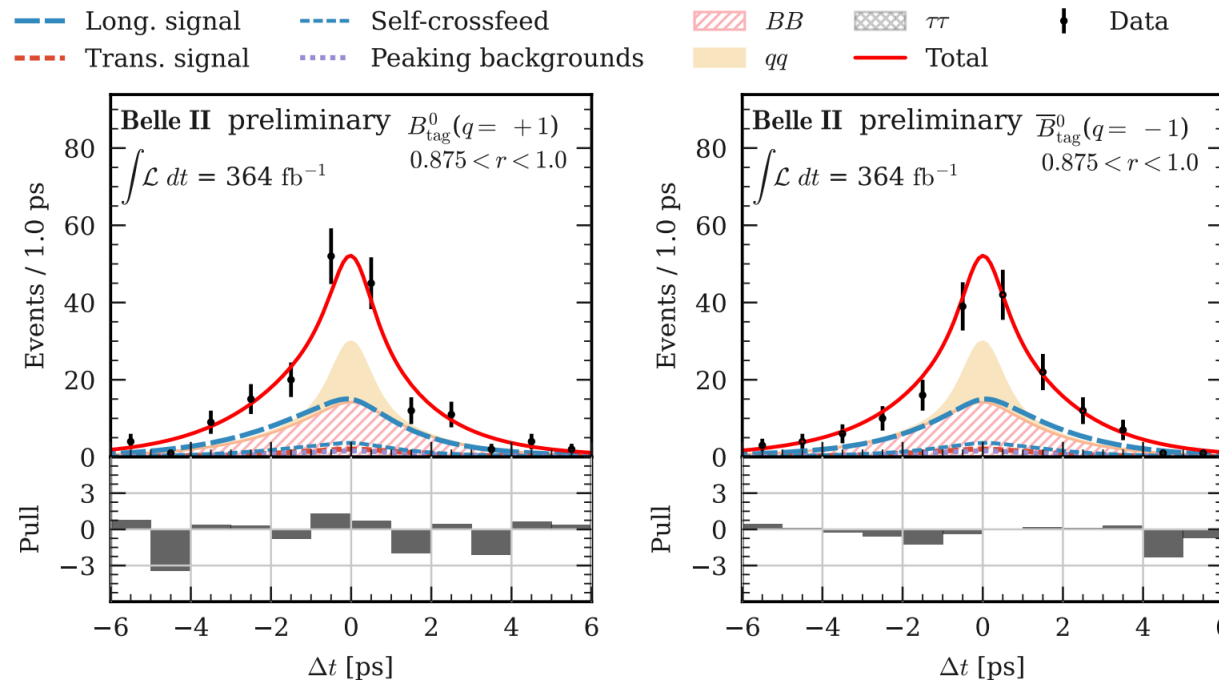 Long. signal Self-crossfeed BB ττ Data
Trans. signal Peaking backgrounds qq Total
Belle II preliminary B⁰tag(q = +1)
0.875 < r < 1.0
∫ℒ dt = 364 fb⁻¹
Events / 1.0 ps
80
60
40
20
0
Pull
3
0
−3
−6 −4 −2 0 2 4 6
Δt [ps]
Belle II preliminary B̅⁰tag(q = −1)
0.875 < r < 1.0
∫ℒ dt = 364 fb⁻¹
Events / 1.0 ps
80
60
40
20
0
Pull
3
0
−3
−6 −4 −2 0 2 4
Δt [ps]